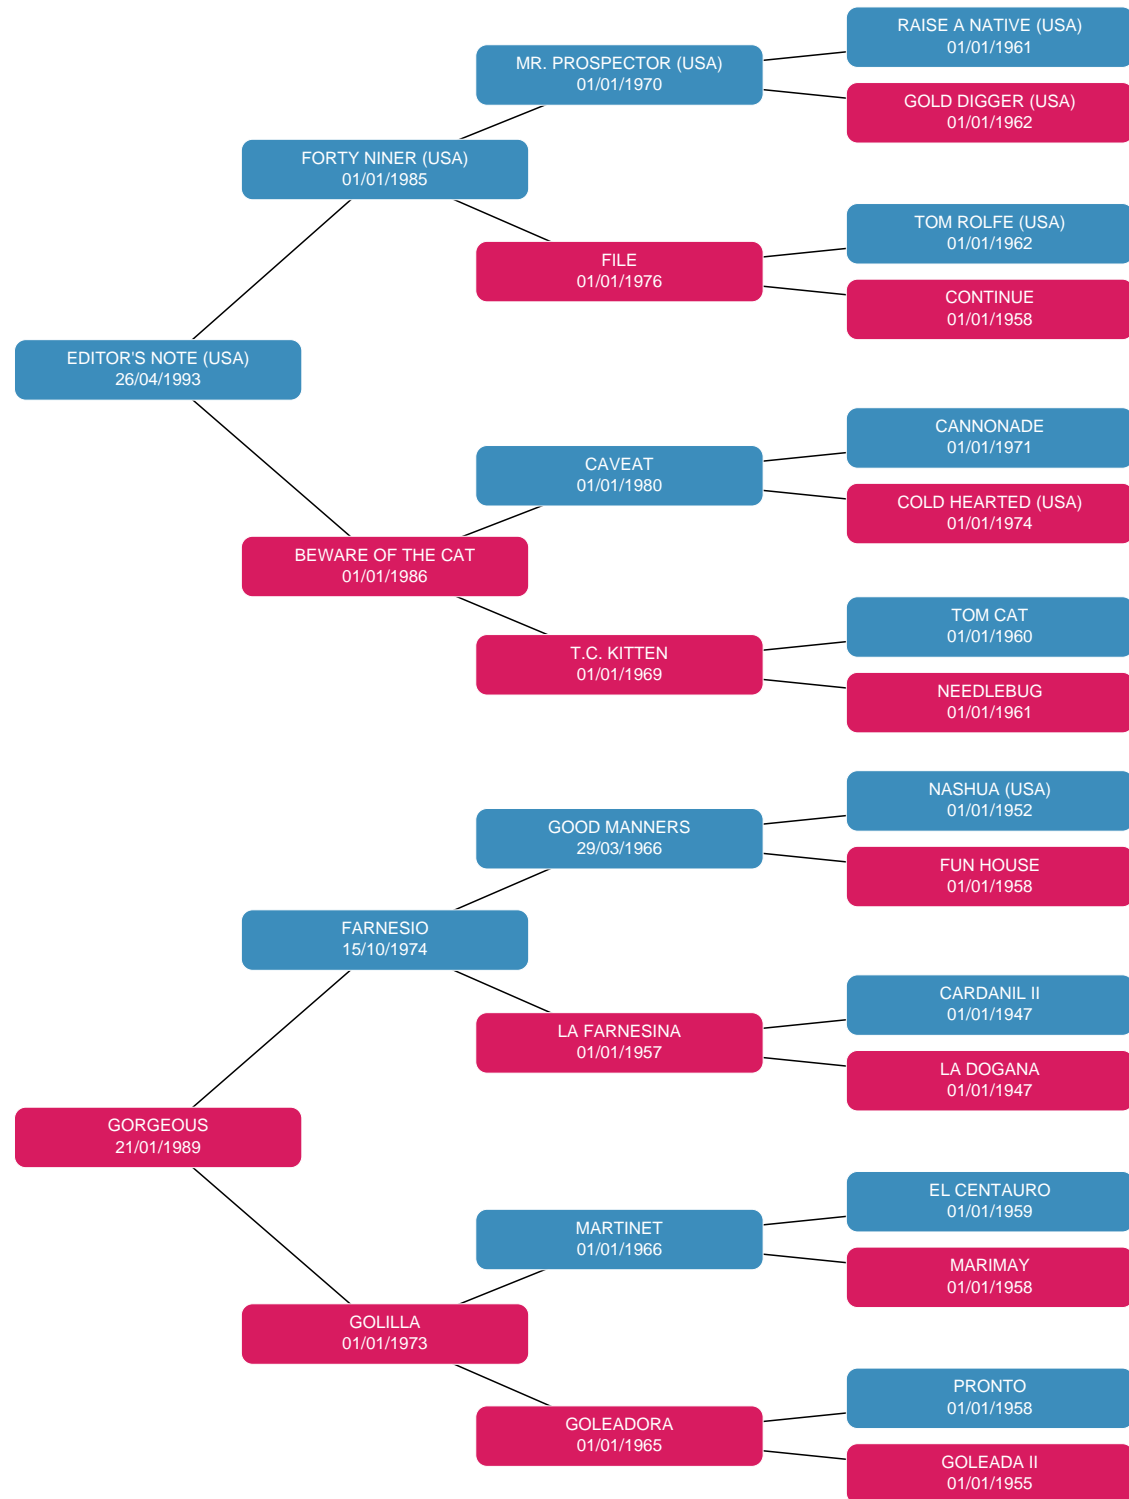 RAISE A NATIVE (USA)
01/01/1961
MR. PROSPECTOR (USA)
01/01/1970
GOLD DIGGER (USA)
01/01/1962
FORTY NINER (USA)
01/01/1985
TOM ROLFE (USA)
01/01/1962
FILE
01/01/1976
CONTINUE
01/01/1958
EDITOR'S NOTE (USA)
26/04/1993
CANNONADE
01/01/1971
CAVEAT
01/01/1980
COLD HEARTED (USA)
01/01/1974
BEWARE OF THE CAT
01/01/1986
TOM CAT
01/01/1960
T.C. KITTEN
01/01/1969
NEEDLEBUG
01/01/1961
NASHUA (USA)
01/01/1952
GOOD MANNERS
29/03/1966
FUN HOUSE
01/01/1958
FARNESIO
15/10/1974
CARDANIL II
01/01/1947
LA FARNESINA
01/01/1957
LA DOGANA
01/01/1947
GORGEOUS
21/01/1989
EL CENTAURO
01/01/1959
MARTINET
01/01/1966
MARIMAY
01/01/1958
GOLILLA
01/01/1973
PRONTO
01/01/1958
GOLEADORA
01/01/1965
GOLEADA II
01/01/1955